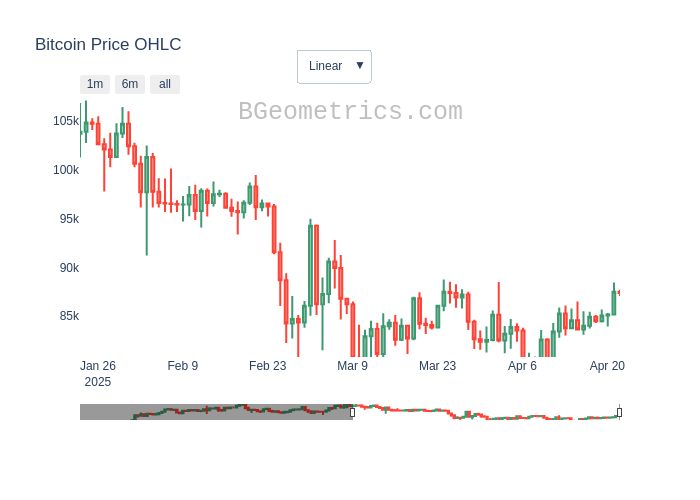 Bitcoin Price OHLC
Linear ▼
1m 6m all
BGeometrics.com
105k
100k
95k
90k
85k
Jan 26 Feb 9 Feb 23 Mar 9 Mar 23 Apr 6 Apr 20
2025